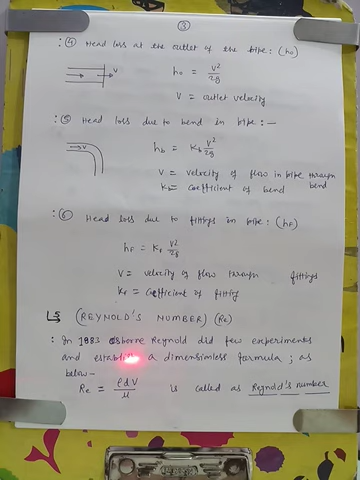 3
: 4 Head loss at the outlet of the pipe : (ho)
→ V
ho = V²/2g
V = outlet velocity
: 5 Head loss due to bend in pipe : —
→ V
hb = Kb V²/2g
V = velocity of flow in pipe through bend
Kb = coefficient of bend
: 6 Head loss due to fittings in pipe : (hF)
hF = Kf V²/2g
V = velocity of flow through fittings
Kf = coefficient of fitting
(REYNOLD'S NUMBER) (Re)
: In 1883 Osborne Reynold did few experiments
and establish a dimensionless formula ; as
below —
Re = ρdV/μ is called as Reynold's number